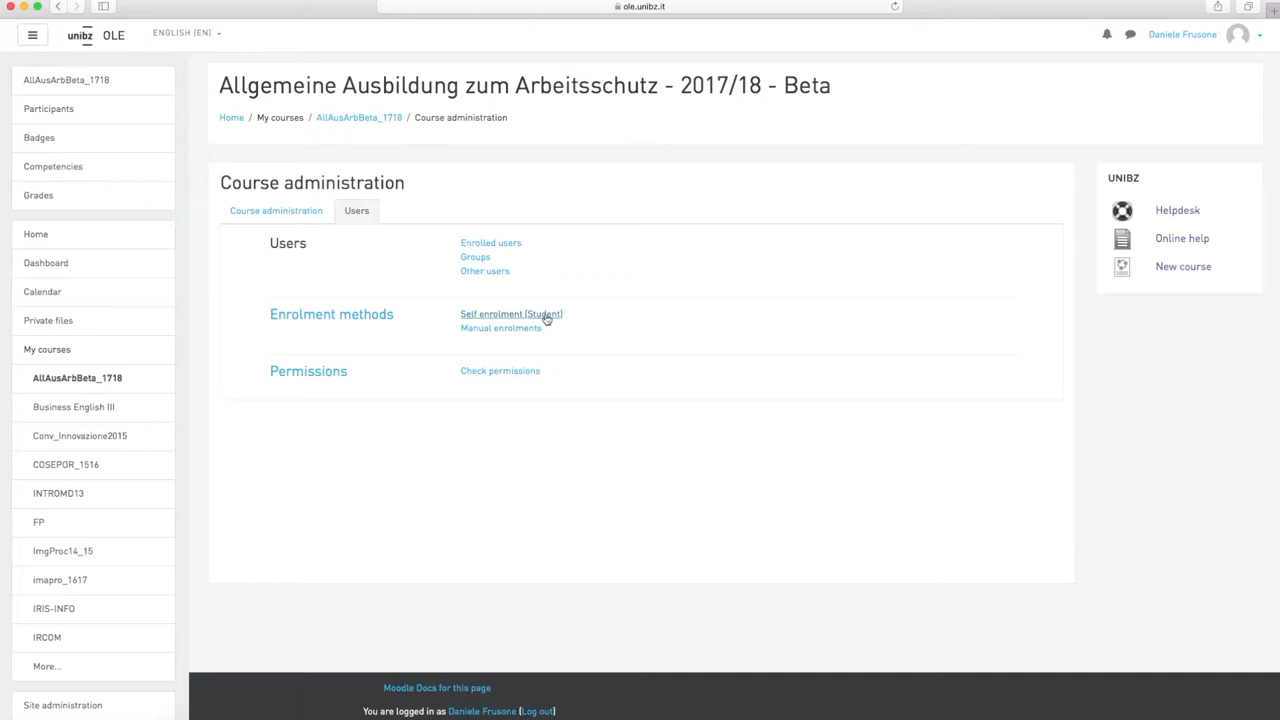 ole.unibz.it
unibz OLE
ENGLISH (EN)
Daniele Frusone
AllAusArbBeta_1718
Participants
Badges
Competencies
Grades
Home
Dashboard
Calendar
Private files
My courses
AllAusArbBeta_1718
Business English III
Conv_Innovazione2015
COSEPOR_1516
INTROMD13
FP
ImgProc14_15
imapro_1617
IRIS-INFO
IRCOM
More...
Site administration
Allgemeine Ausbildung zum Arbeitsschutz - 2017/18 - Beta
Home / My courses / AllAusArbBeta_1718 / Course administration
Course administration
Course administration Users
Users
Enrolled users
Groups
Other users
Enrolment methods
Self enrolment (Student)
Manual enrolments
Permissions
Check permissions
UNIBZ
Helpdesk
Online help
New course
Moodle Docs for this page
You are logged in as Daniele Frusone (Log out)